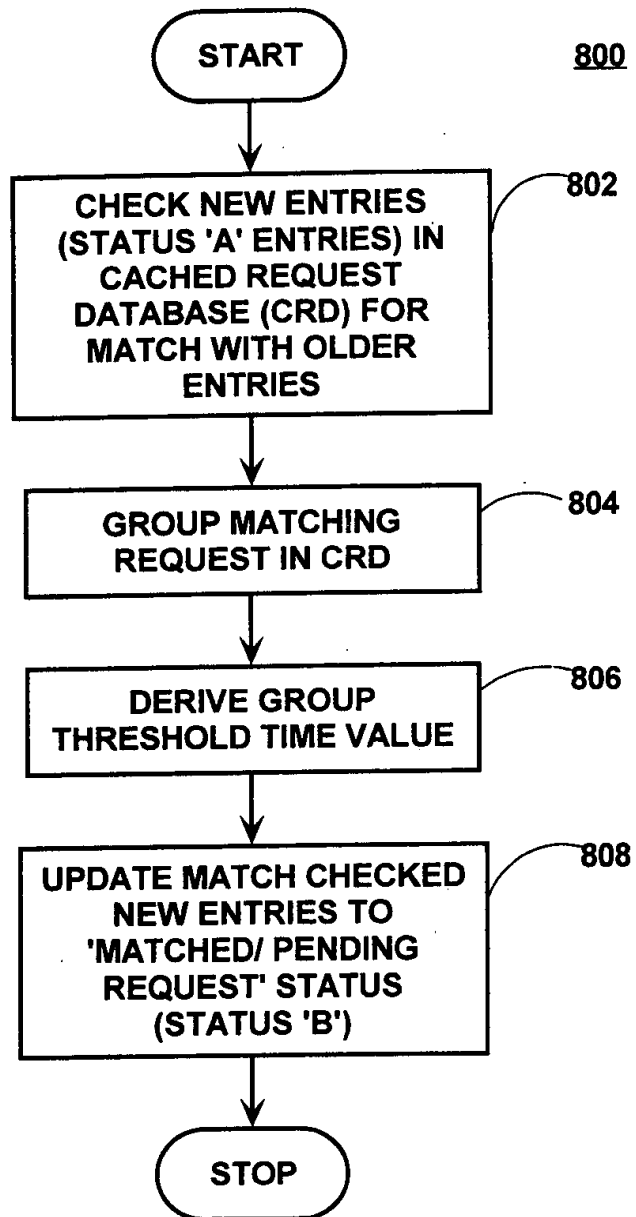 START
800
802
CHECK NEW ENTRIES
(STATUS 'A' ENTRIES) IN
CACHED REQUEST
DATABASE (CRD) FOR
MATCH WITH OLDER
ENTRIES
804
GROUP MATCHING
REQUEST IN CRD
806
DERIVE GROUP
THRESHOLD TIME VALUE
808
UPDATE MATCH CHECKED
NEW ENTRIES TO
'MATCHED/ PENDING
REQUEST' STATUS
(STATUS 'B')
STOP